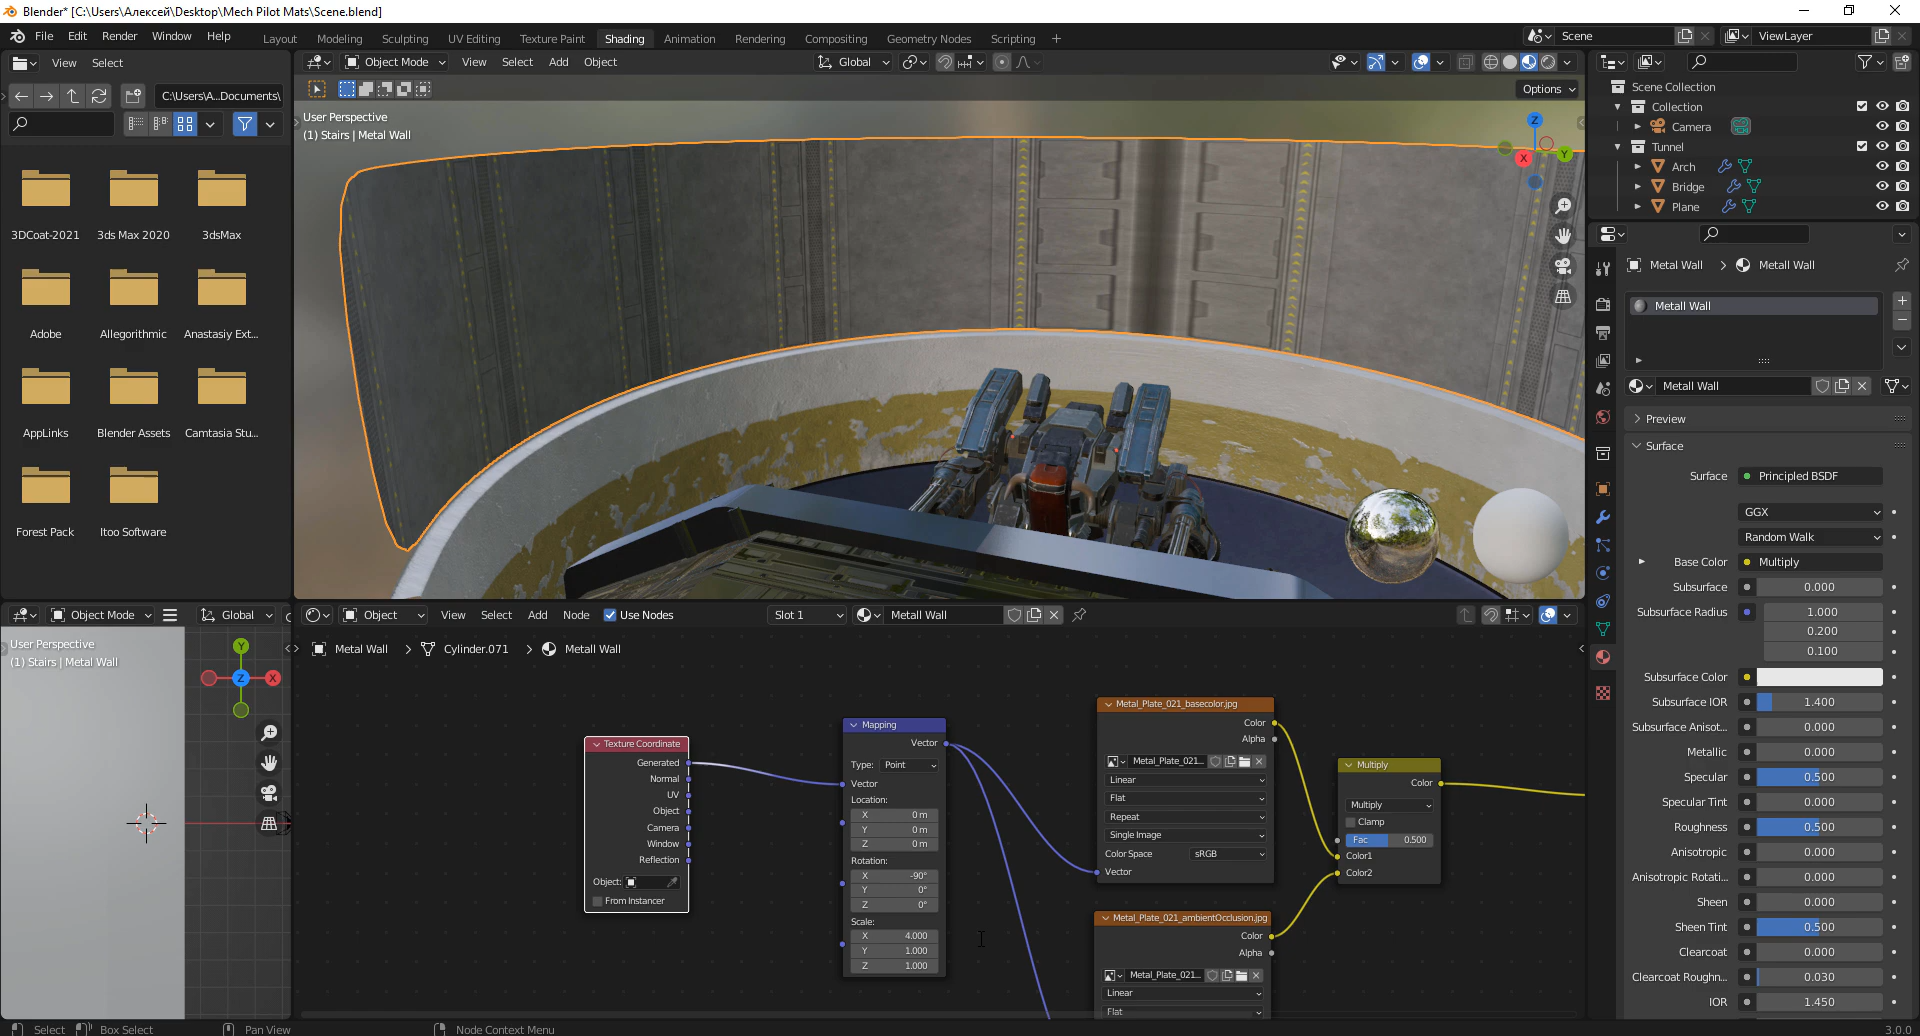 Blender* [C:\Users\Алексей\Desktop\Mech Pilot Mats\Scene.blend]
File Edit Render Window Help
Layout Modeling Sculpting UV Editing Texture Paint Shading Animation Rendering Compositing Geometry Nodes Scripting +
Scene
ViewLayer
View Select
Object Mode View Select Add Object
Global
C:\Users\A...Documents\
Options
User Perspective
(1) Stairs | Metal Wall
Z
X
Y
3DCoat-2021
3ds Max 2020
3dsMax
Adobe
Allegorithmic
Anastasiy Ext...
AppLinks
Blender Assets
Camtasia Stu...
Forest Pack
Itoo Software
Scene Collection
Collection
Camera
Tunnel
Arch
Bridge
Plane
Metal Wall > Metall Wall
Metall Wall
Metall Wall
Preview
Surface
Surface Principled BSDF
GGX
Random Walk
Base Color Multiply
Subsurface 0.000
Subsurface Radius 1.000
0.200
0.100
Subsurface Color
Subsurface IOR 1.400
Subsurface Anisot... 0.000
Metallic 0.000
Specular 0.500
Specular Tint 0.000
Roughness 0.500
Anisotropic 0.000
Anisotropic Rotati... 0.000
Sheen 0.000
Sheen Tint 0.500
Clearcoat 0.000
Clearcoat Roughn... 0.030
IOR 1.450
Object Mode
Global
User Perspective
(1) Stairs | Metal Wall
Y
Z
X
Object View Select Add Node Use Nodes
Slot 1
Metall Wall
Metal Wall > Cylinder.071 > Metall Wall
Texture Coordinate
Generated
Normal
UV
Object
Camera
Window
Reflection
Object:
From Instancer
Mapping
Vector
Type: Point
Vector
Location:
X 0 m
Y 0 m
Z 0 m
Rotation:
X -90°
Y 0°
Z 0°
Scale:
X 4.000
Y 1.000
Z 1.000
Metal_Plate_021_basecolor.jpg
Color
Alpha
Metal_Plate_021...
Linear
Flat
Repeat
Single Image
Color Space sRGB
Vector
Metal_Plate_021_ambientOcclusion.jpg
Color
Alpha
Metal_Plate_021...
Linear
Flat
Multiply
Color
Multiply
Clamp
Fac 0.500
Color1
Color2
Select
Box Select
Pan View
Node Context Menu
3.0.0